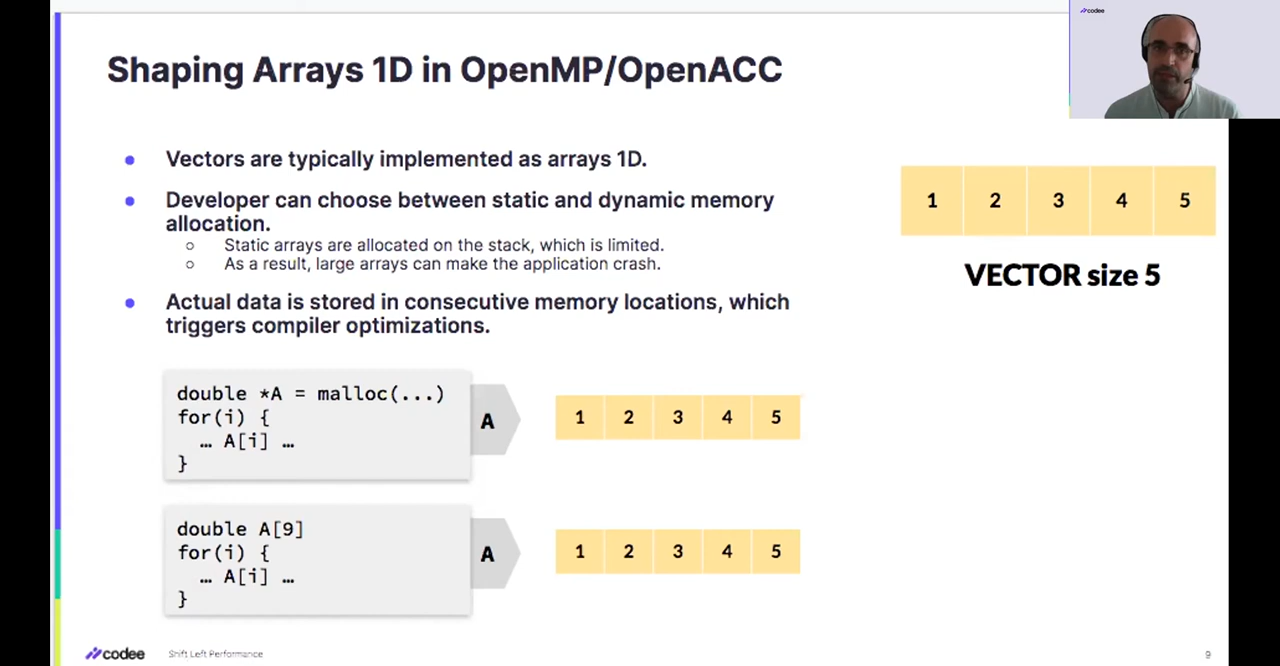 codee
Shaping Arrays 1D in OpenMP/OpenACC
Vectors are typically implemented as arrays 1D.
Developer can choose between static and dynamic memory
allocation.
Static arrays are allocated on the stack, which is limited.
As a result, large arrays can make the application crash.
Actual data is stored in consecutive memory locations, which
triggers compiler optimizations.
1 2 3 4 5
VECTOR size 5
double *A = malloc(...)
for(i) {
… A[i] …
}
A
1 2 3 4 5
double A[9]
for(i) {
… A[i] …
}
A
1 2 3 4 5
codee
Shift Left Performance
9